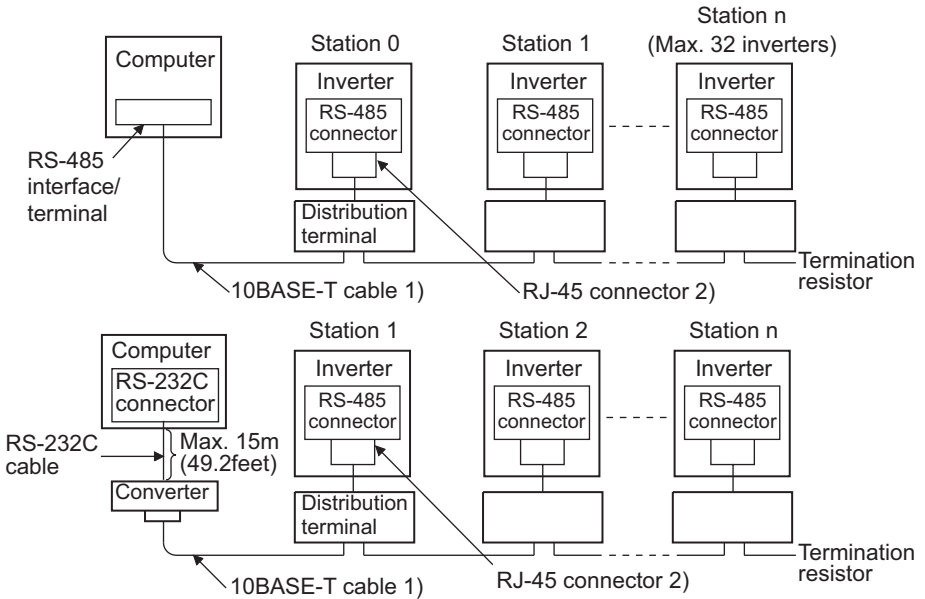 Station n
(Max. 32 inverters)
Station 0
Station 1
Computer
Inverter
RS-485
connector
Inverter
RS-485
connector
Inverter
RS-485
connector
RS-485
interface/
terminal
Distribution
terminal
Termination
resistor
10BASE-T cable 1)
RJ-45 connector 2)
Station 1
Station 2
Station n
Computer
RS-232C
connector
Inverter
RS-485
connector
Inverter
RS-485
connector
Inverter
RS-485
connector
RS-232C
cable
Max. 15m
(49.2feet)
Converter
Distribution
terminal
Termination
resistor
10BASE-T cable 1)
RJ-45 connector 2)